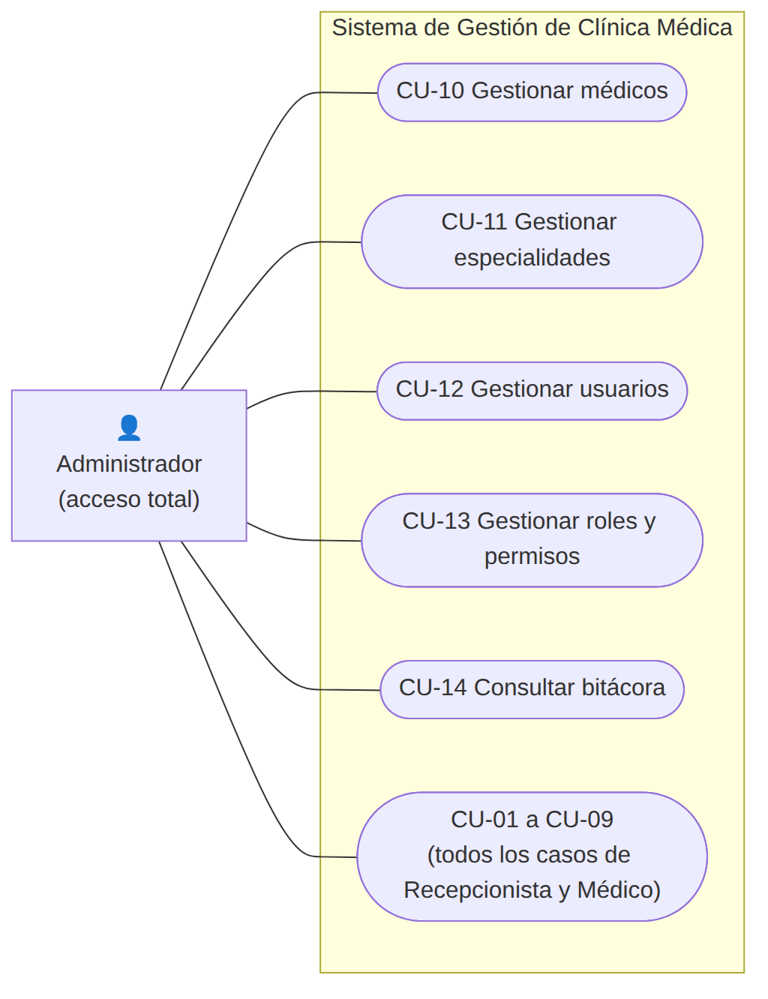 Sistema de Gestión de Clínica Médica
CU-10 Gestionar médicos
CU-11 Gestionar
especialidades
CU-12 Gestionar usuarios
Administrador
(acceso total)
CU-13 Gestionar roles y
permisos
CU-14 Consultar bitácora
CU-01 a CU-09
(todos los casos de
Recepcionista y Médico)